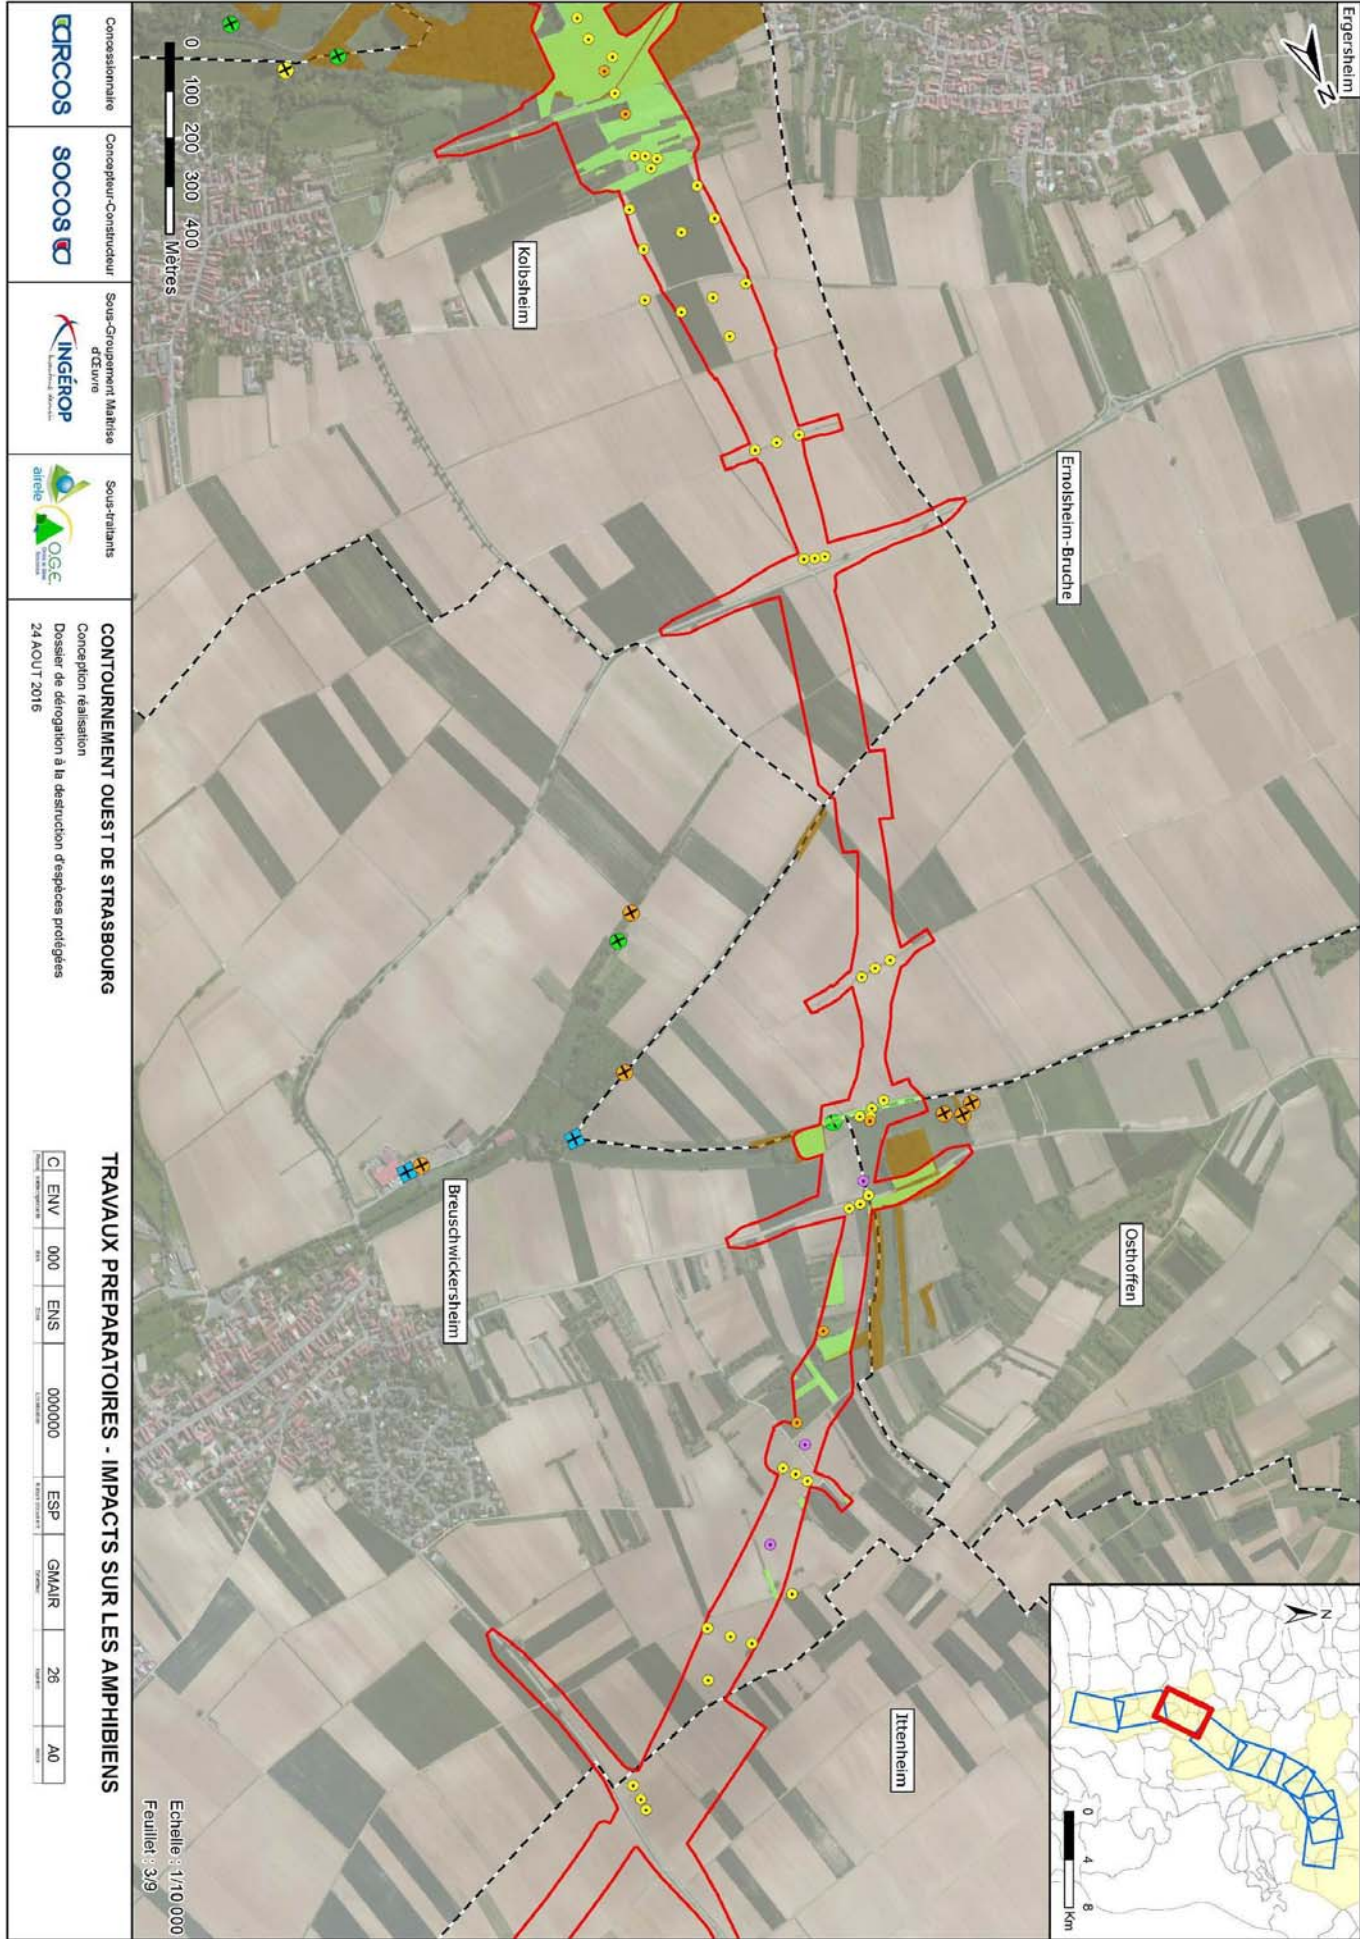 Ergersheim
N
Kolbsheim
Ernolsheim-Bruche
Osthoffen
Breuschwickersheim
Ittenheim
0 100 200 300 400
Mètres
N
0 4 8
Km
Echelle : 1/10 000
Feuillet : 3/9
Concessionnaire
ARCOS
Concepteur-Constructeur
SOCOS
Sous-Groupement Maitrise
d'Œuvre
INGÉROP
Sous-traitants
airele
O.G.E.
CONTOURNEMENT OUEST DE STRASBOURG
Conception réalisation
Dossier de dérogation à la destruction d'espèces protégées
24 AOUT 2016
TRAVAUX PREPARATOIRES - IMPACTS SUR LES AMPHIBIENS
C ENV 000 ENS 000000 ESP GMAIR 26 A0